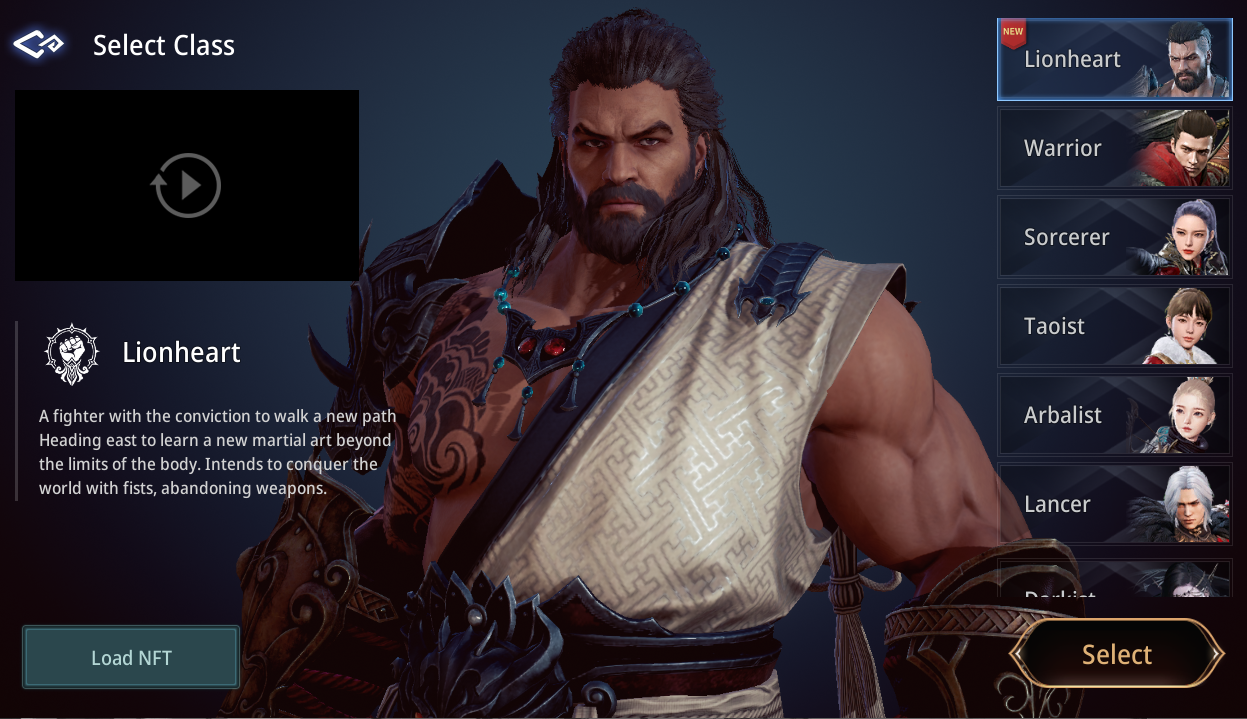 Select Class
Lionheart
A fighter with the conviction to walk a new path
Heading east to learn a new martial art beyond
the limits of the body. Intends to conquer the
world with fists, abandoning weapons.
Load NFT
NEW
Lionheart
Warrior
Sorcerer
Taoist
Arbalist
Lancer
Darkist
Select